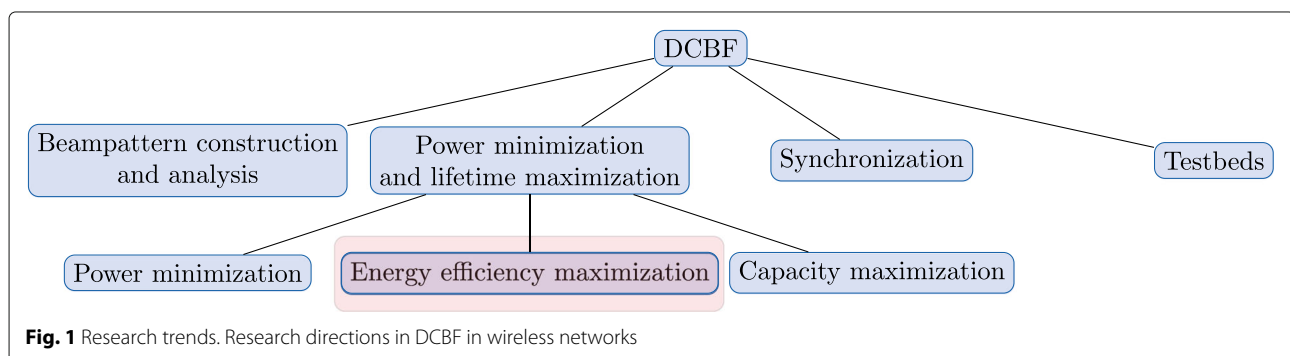 DCBF
Beampattern construction
and analysis
Power minimization
and lifetime maximization
Synchronization
Testbeds
Power minimization
Energy efficiency maximization
Capacity maximization
Fig. 1 Research trends. Research directions in DCBF in wireless networks